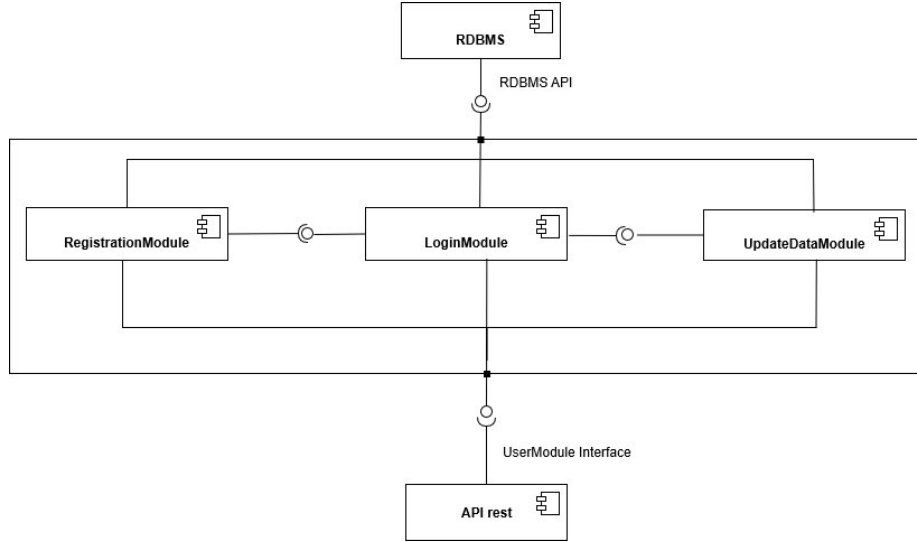 RDBMS
RDBMS API
RegistrationModule
LoginModule
UpdateDataModule
UserModule Interface
API rest